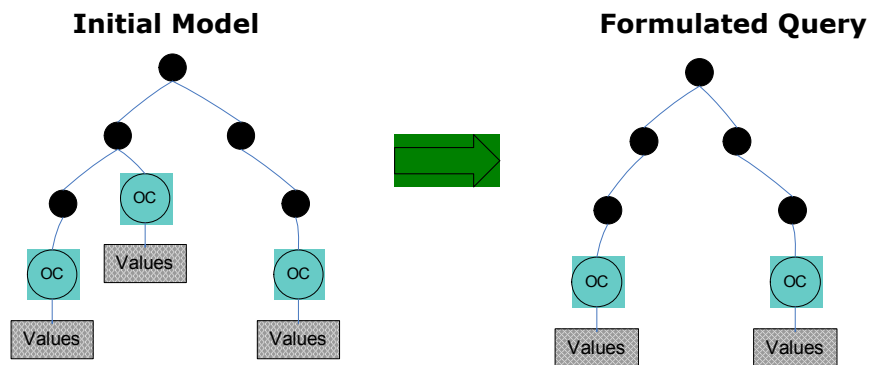 Initial Model
Formulated Query
OC
Values
OC
Values
OC
Values
OC
Values
OC
Values